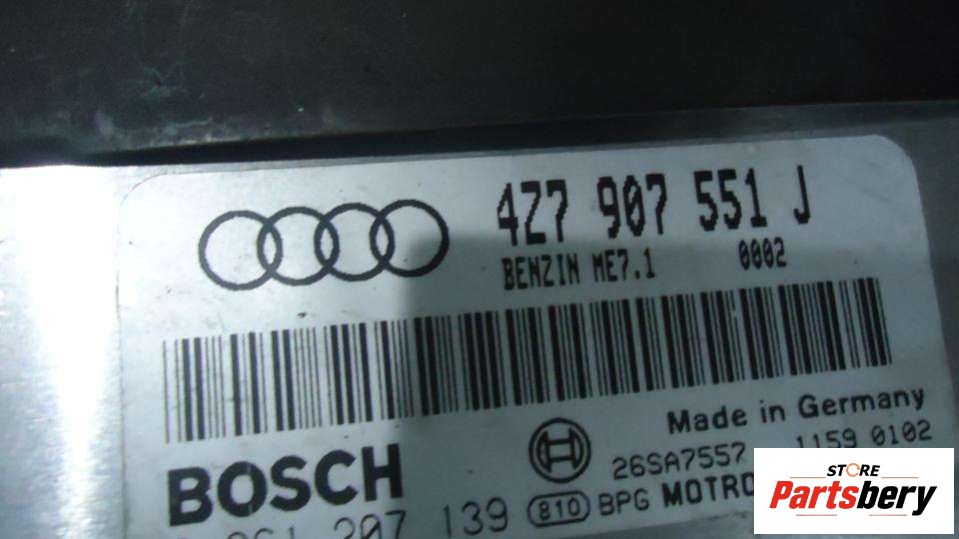 4Z7 907 551 J
BENZIN ME7.1 0002
Made in Germany
BOSCH
26SA7557 1159 0102
207 139 810 BPG
STORE
Partsbery